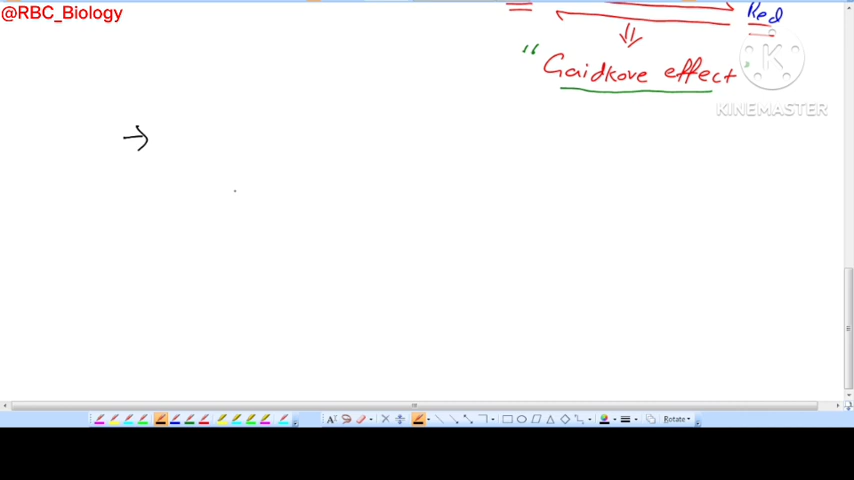 @RBC_Biology
Red
" Gaidkove effect "
KINEMASTER
→
Rotate